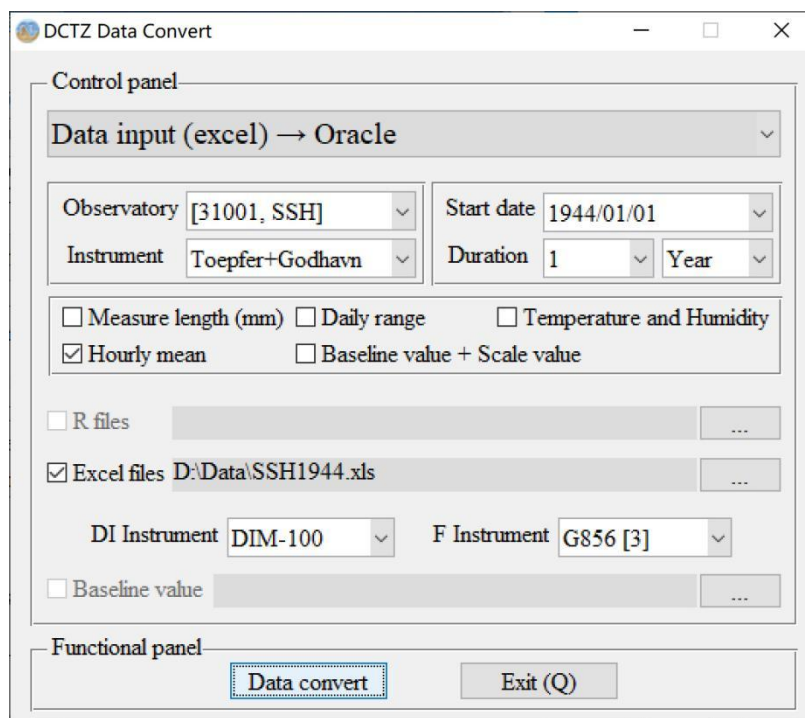 DCTZ Data Convert
Control panel
Data input (excel) → Oracle
Observatory [31001, SSH]
Instrument Toepfer+Godhavn
Start date 1944/01/01
Duration 1 Year
Measure length (mm) Daily range Temperature and Humidity
Hourly mean Baseline value + Scale value
R files ...
Excel files D:\Data\SSH1944.xls ...
DI Instrument DIM-100 F Instrument G856 [3]
Baseline value ...
Functional panel
Data convert Exit (Q)